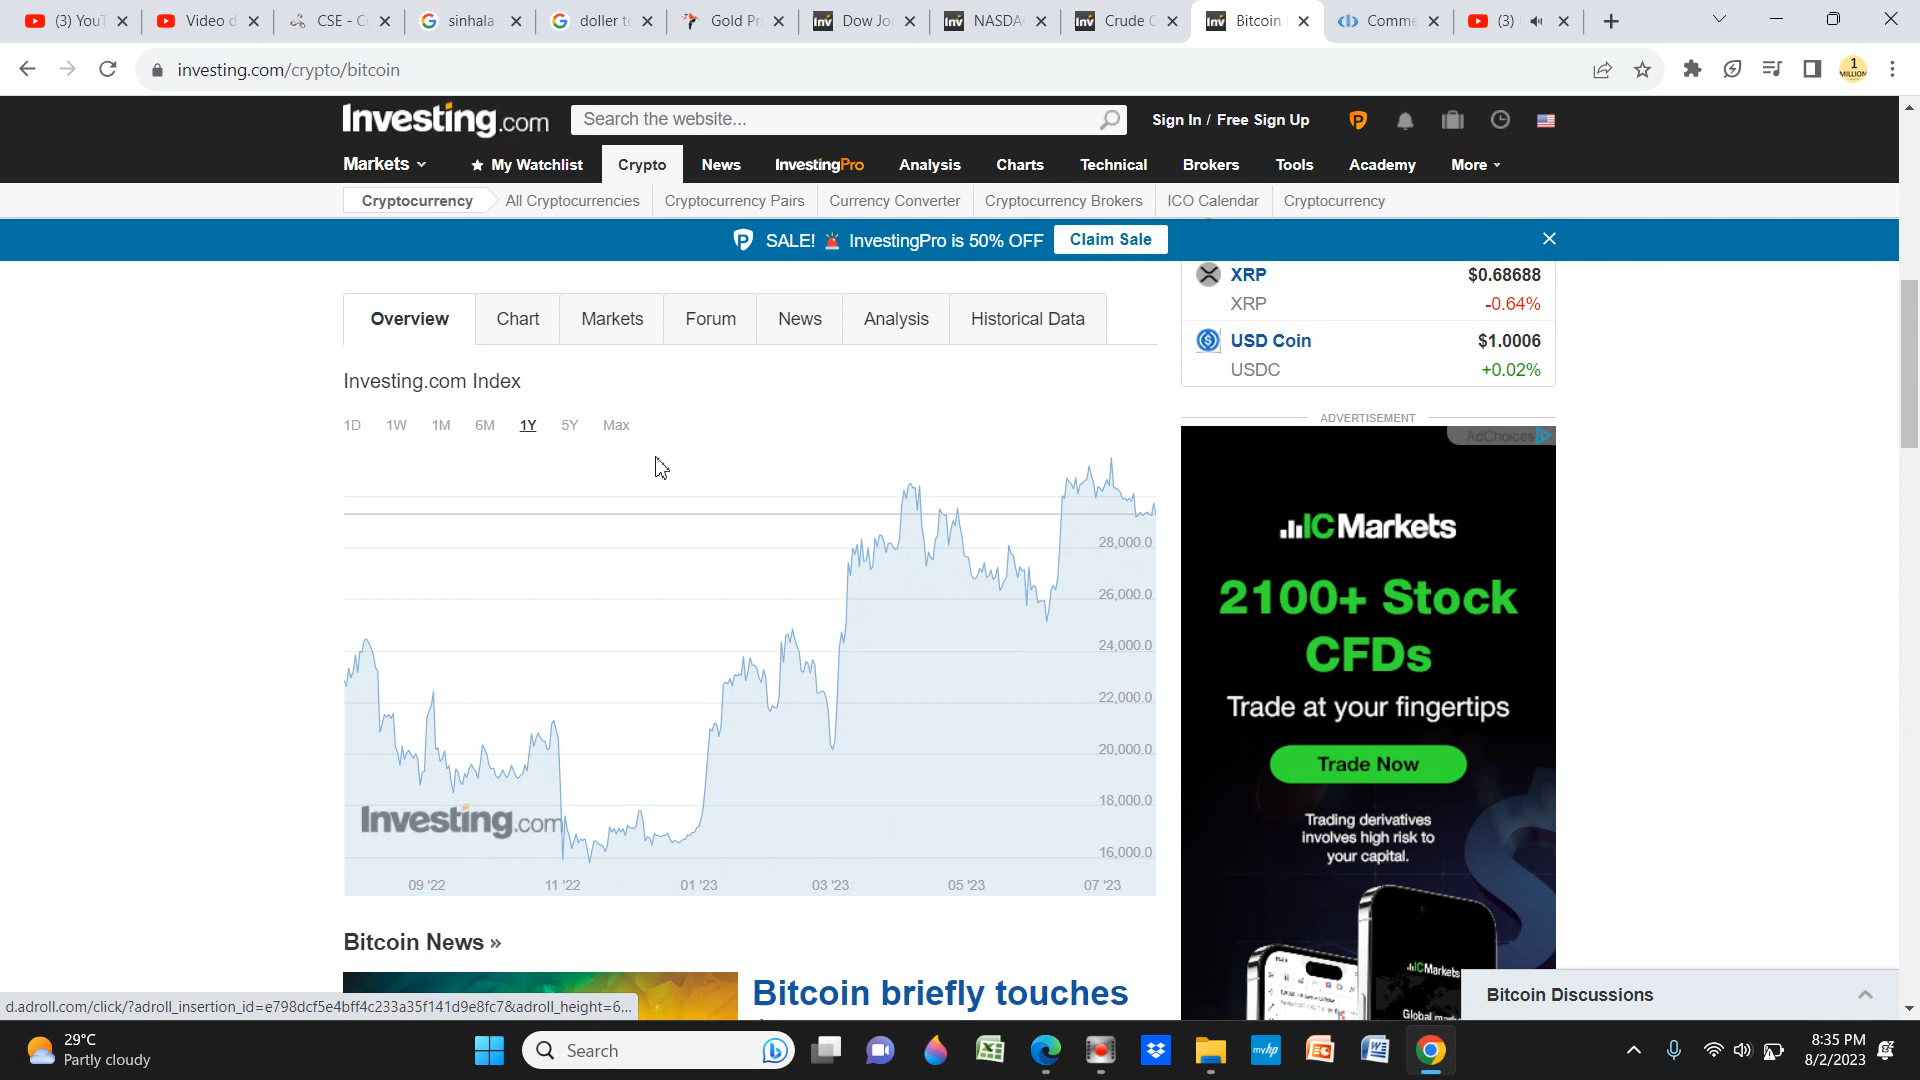 (3) You
Video d
CSE - C
sinhala
doller t
Gold Pr
Dow Jo
NASDA
Crude C
Bitcoin
Comme
(3)
investing.com/crypto/bitcoin
1 MILLION
Investing.com
Search the website...
Sign In / Free Sign Up
Markets
My Watchlist
Crypto
News
InvestingPro
Analysis
Charts
Technical
Brokers
Tools
Academy
More
Cryptocurrency
All Cryptocurrencies
Cryptocurrency Pairs
Currency Converter
Cryptocurrency Brokers
ICO Calendar
Cryptocurrency
SALE! InvestingPro is 50% OFF
Claim Sale
XRP $0.68688
XRP -0.64%
USD Coin $1.0006
USDC +0.02%
Overview
Chart
Markets
Forum
News
Analysis
Historical Data
Investing.com Index
1D 1W 1M 6M 1Y 5Y Max
28,000.0
26,000.0
24,000.0
22,000.0
20,000.0
18,000.0
16,000.0
Investing.com
09 '22 11 '22 01 '23 03 '23 05 '23 07 '23
ADVERTISEMENT
AdChoices
IC Markets
2100+ Stock
CFDs
Trade at your fingertips
Trade Now
Trading derivatives
involves high risk to
your capital.
IC Markets
Bitcoin News »
Bitcoin briefly touches
Bitcoin Discussions
d.adroll.com/click/?adroll_insertion_id=e798dcf5e4bff4c233a35f141d9e8fc7&adroll_height=6...
29°C
Partly cloudy
Search
myhp
8:35 PM
8/2/2023